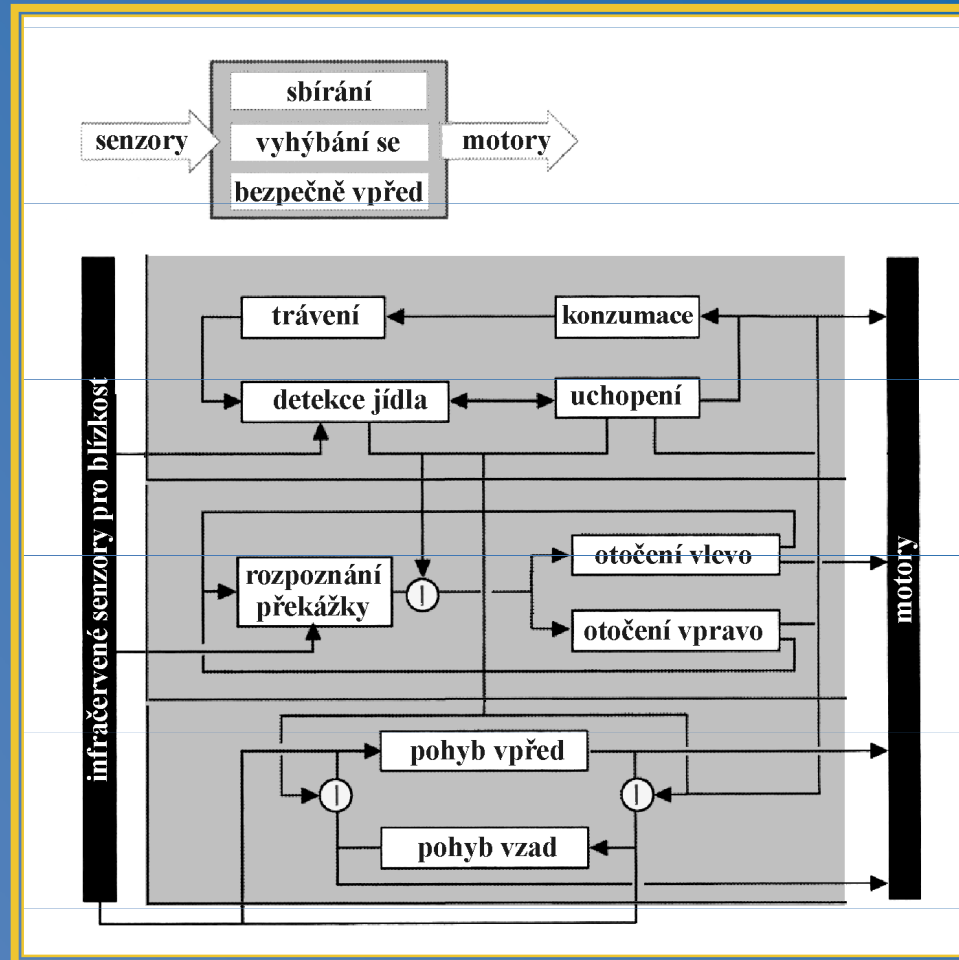 sbírání
senzory
vyhýbání se
motory
bezpečně vpřed
infračervené senzory pro blízkost
trávení
konzumace
detekce jídla
uchopení
rozpoznání
překážky
I
otočení vlevo
otočení vpravo
motory
pohyb vpřed
I
I
pohyb vzad